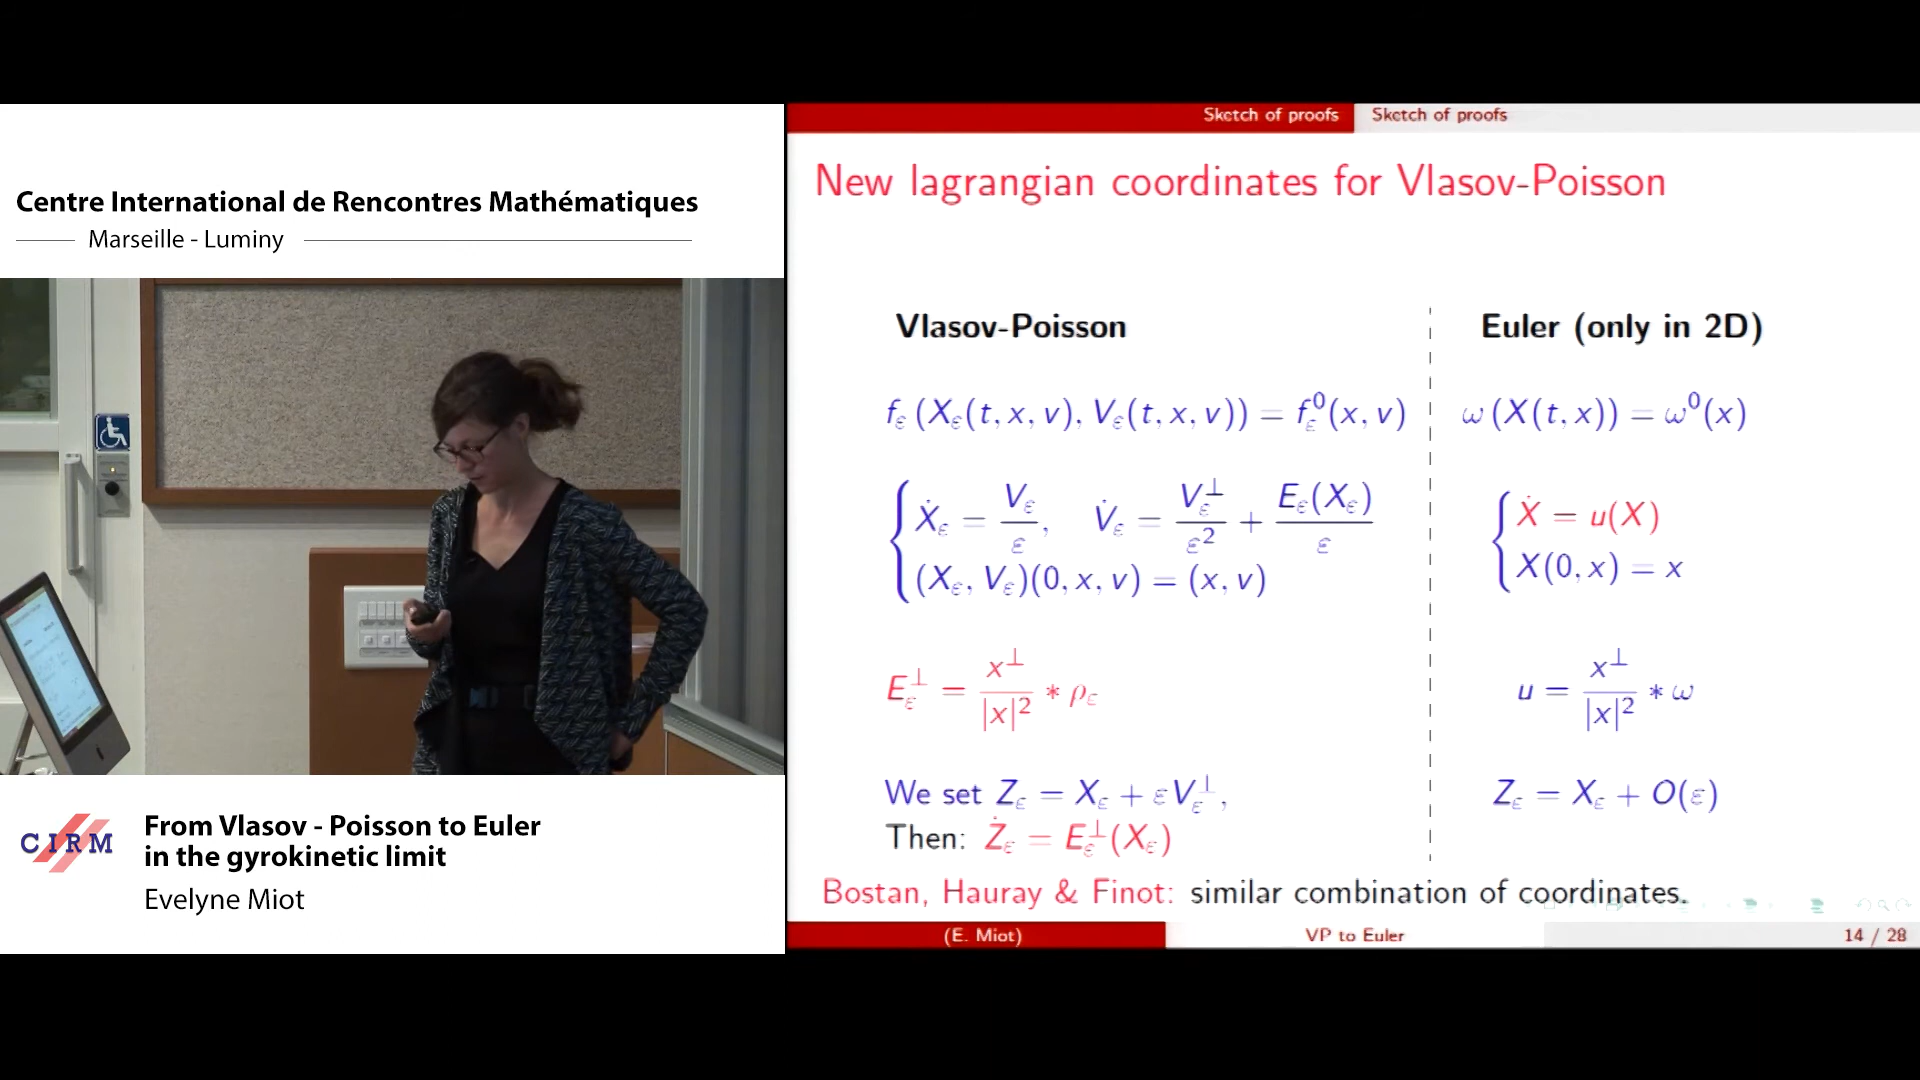 Centre International de Rencontres Mathématiques
Marseille - Luminy
CIRM
From Vlasov - Poisson to Euler
in the gyrokinetic limit
Evelyne Miot
Sketch of proofs Sketch of proofs
New lagrangian coordinates for Vlasov-Poisson
Vlasov-Poisson
Euler (only in 2D)
f_ε (X_ε(t, x, v), V_ε(t, x, v)) = f_ε^0(x, v)
ω (X(t, x)) = ω^0(x)
{ Ẋ_ε = V_ε/ε, V̇_ε = V_ε^⊥/ε^2 + E_ε(X_ε)/ε
(X_ε, V_ε)(0, x, v) = (x, v)
{ Ẋ = u(X)
X(0, x) = x
E_ε^⊥ = x^⊥/|x|^2 * ρ_ε
u = x^⊥/|x|^2 * ω
We set Z_ε = X_ε + εV_ε^⊥,
Z_ε = X_ε + O(ε)
Then: Ż_ε = E_ε^⊥(X_ε)
Bostan, Hauray & Finot: similar combination of coordinates.
(E. Miot) VP to Euler 14 / 28